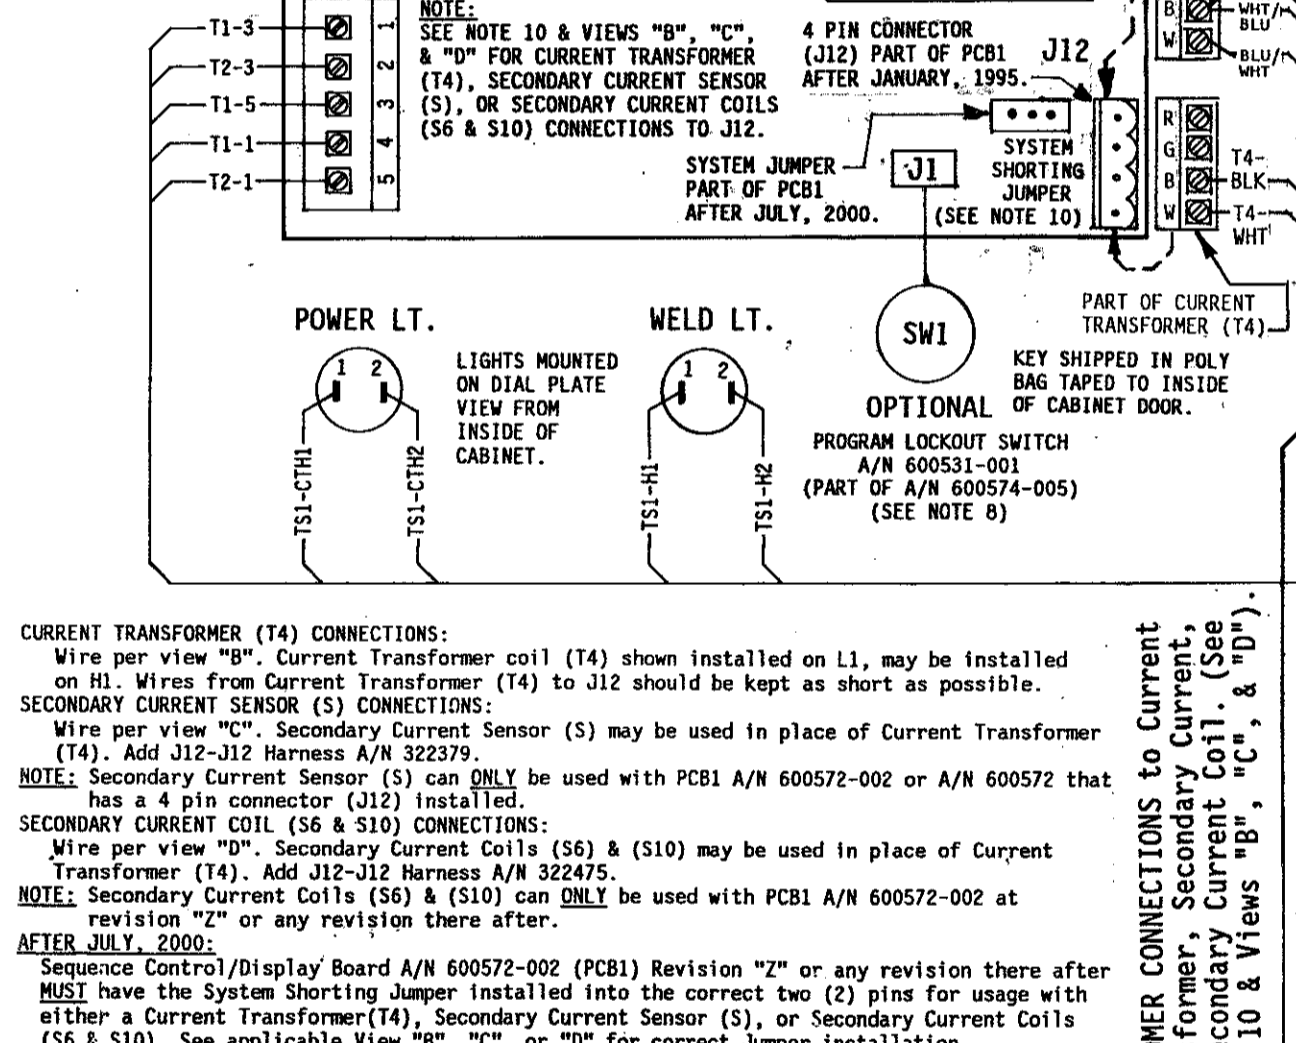 T1-3
T2-3
T1-5
T1-1
T2-1
1
2
3
4
5
NOTE:
SEE NOTE 10 & VIEWS "B", "C",
& "D" FOR CURRENT TRANSFORMER
(T4), SECONDARY CURRENT SENSOR
(S), OR SECONDARY CURRENT COILS
(S6 & S10) CONNECTIONS TO J12.
4 PIN CONNECTOR
(J12) PART OF PCB1
AFTER JANUARY, 1995.
J12
B
W
WHT/
BLU
BLU/
WHT
SYSTEM JUMPER
PART OF PCB1
AFTER JULY, 2000.
J1
SYSTEM
SHORTING
JUMPER
(SEE NOTE 10)
R
G
B
W
T4-
BLK
T4-
WHT
PART OF CURRENT
TRANSFORMER (T4)
POWER LT.
1 2
TS1-CTH1
TS1-CTH2
LIGHTS MOUNTED
ON DIAL PLATE
VIEW FROM
INSIDE OF
CABINET.
WELD LT.
1 2
TS1-H1
TS1-H2
SW1
KEY SHIPPED IN POLY
BAG TAPED TO INSIDE
OF CABINET DOOR.
OPTIONAL
PROGRAM LOCKOUT SWITCH
A/N 600531-001
(PART OF A/N 600574-005)
(SEE NOTE 8)
CURRENT TRANSFORMER (T4) CONNECTIONS:
Wire per view "B". Current Transformer coil (T4) shown installed on L1, may be installed
on H1. Wires from Current Transformer (T4) to J12 should be kept as short as possible.
SECONDARY CURRENT SENSOR (S) CONNECTIONS:
Wire per view "C". Secondary Current Sensor (S) may be used in place of Current Transformer
(T4). Add J12-J12 Harness A/N 322379.
NOTE: Secondary Current Sensor (S) can ONLY be used with PCB1 A/N 600572-002 or A/N 600572 that
has a 4 pin connector (J12) installed.
SECONDARY CURRENT COIL (S6 & S10) CONNECTIONS:
Wire per view "D". Secondary Current Coils (S6) & (S10) may be used in place of Current
Transformer (T4). Add J12-J12 Harness A/N 322475.
NOTE: Secondary Current Coils (S6) & (S10) can ONLY be used with PCB1 A/N 600572-002 at
revision "Z" or any revision there after.
AFTER JULY, 2000:
Sequence Control/Display Board A/N 600572-002 (PCB1) Revision "Z" or any revision there after
MUST have the System Shorting Jumper installed into the correct two (2) pins for usage with
either a Current Transformer(T4), Secondary Current Sensor (S), or Secondary Current Coils
(S6 & S10). See applicable View "B", "C", or "D" for correct Jumper installation
MER CONNECTIONS to Current
former, Secondary Current,
condary Current Coil. (See
10 & Views "B", "C", & "D").